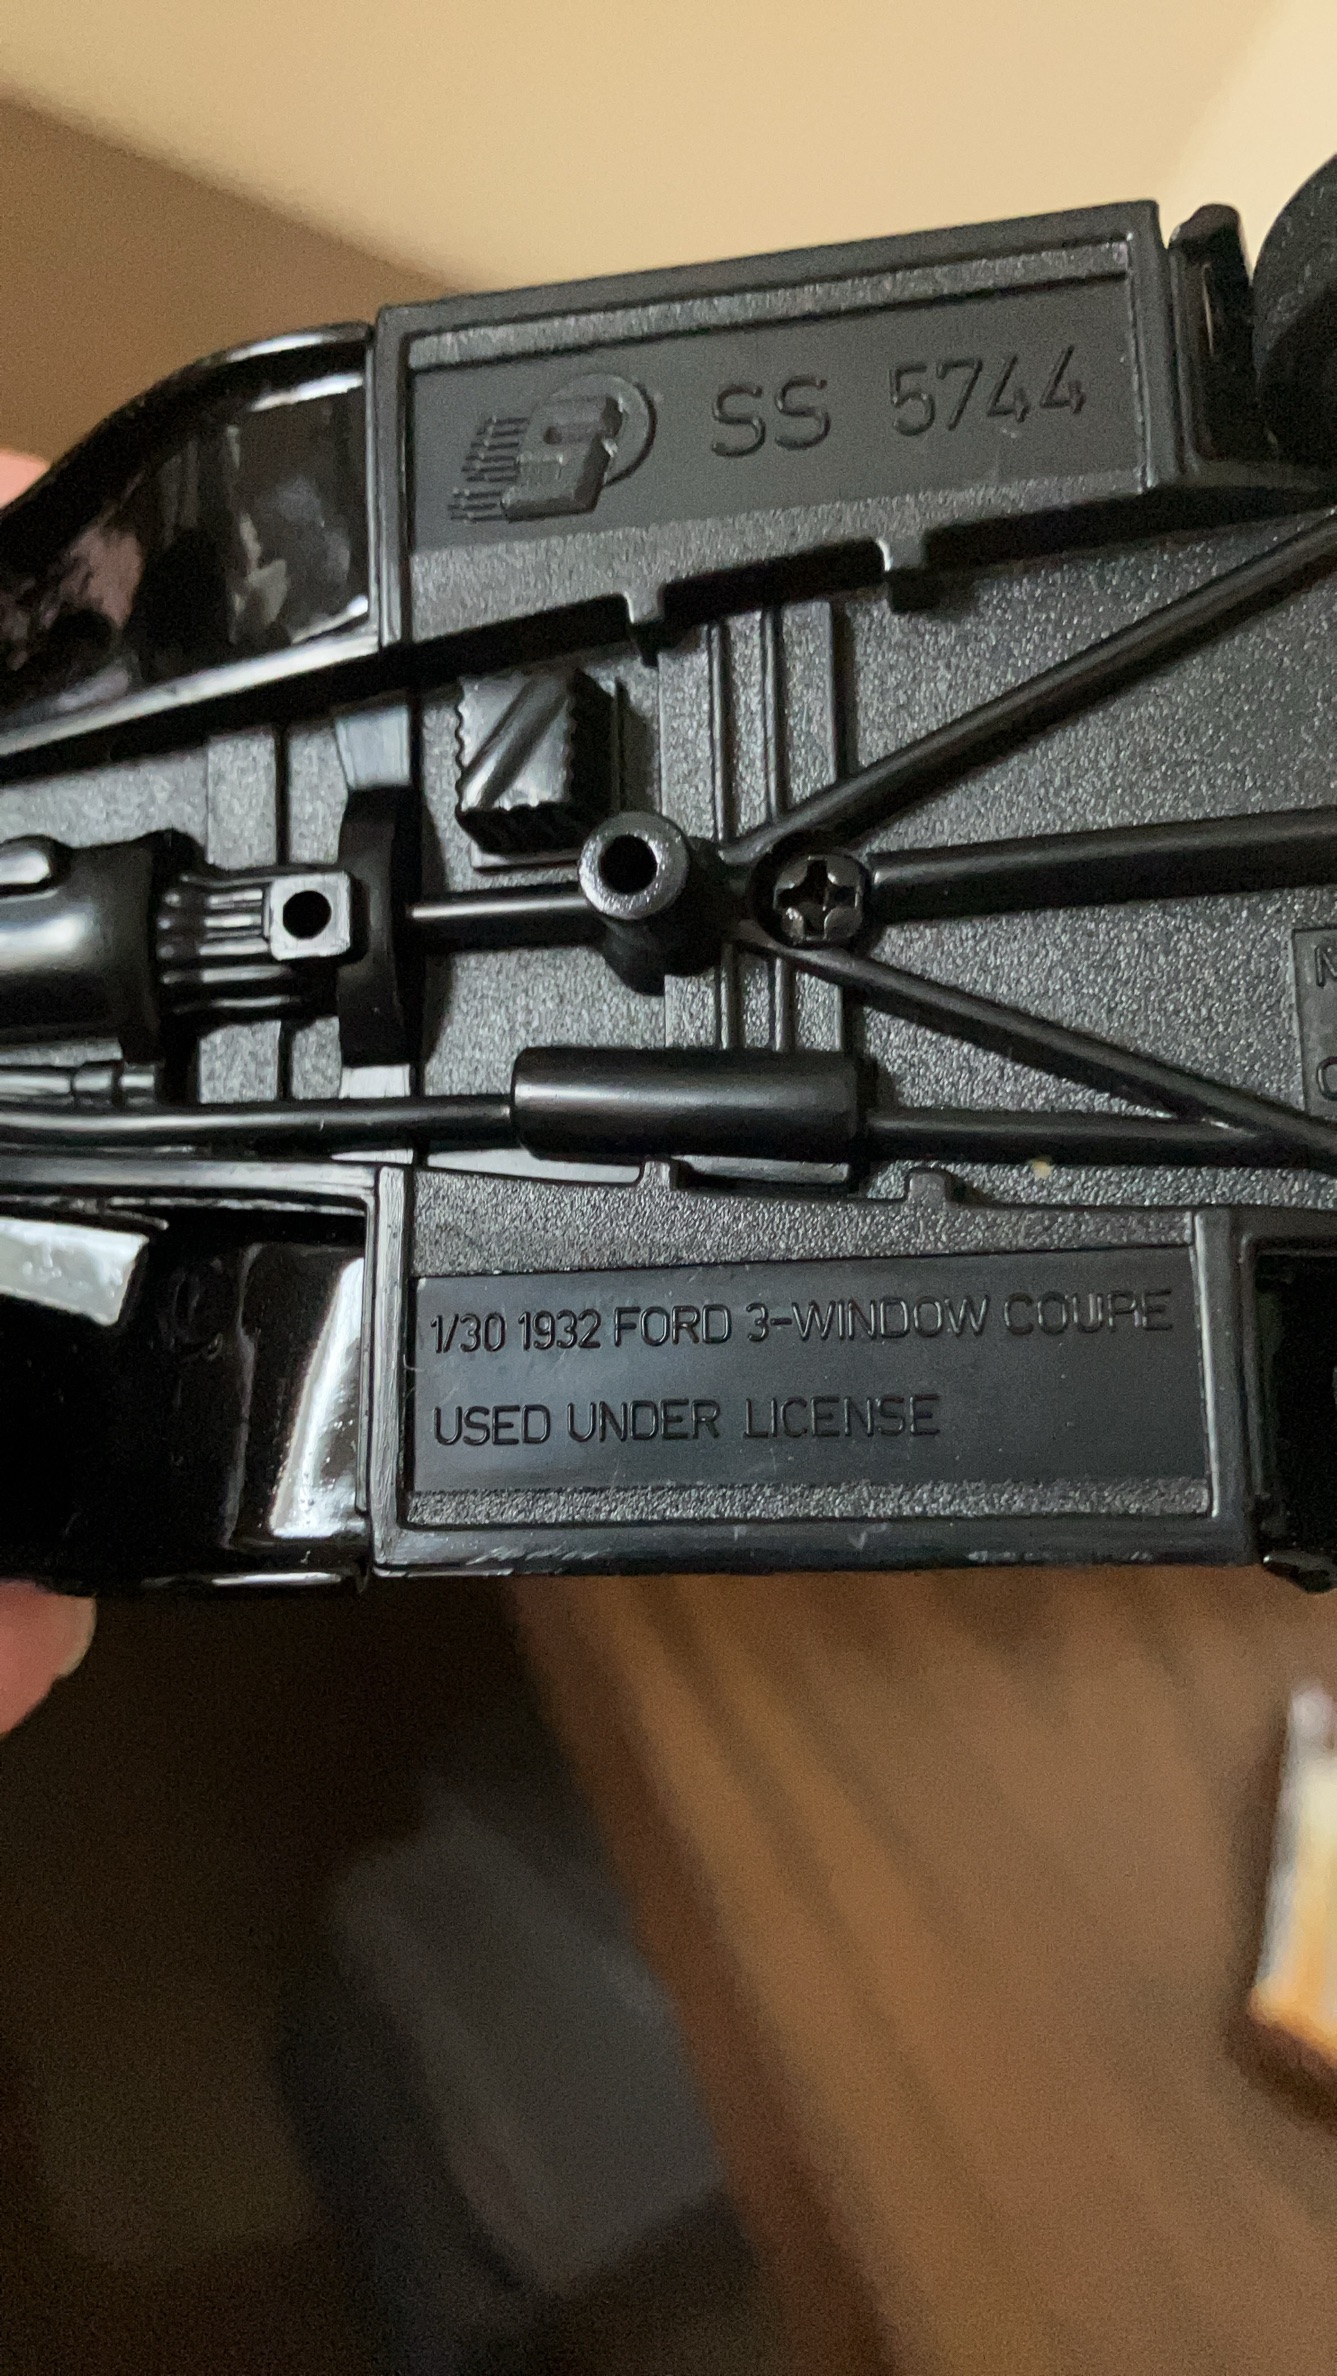 SS 5744
1/30 1932 FORD 3-WINDOW COUPE
USED UNDER LICENSE